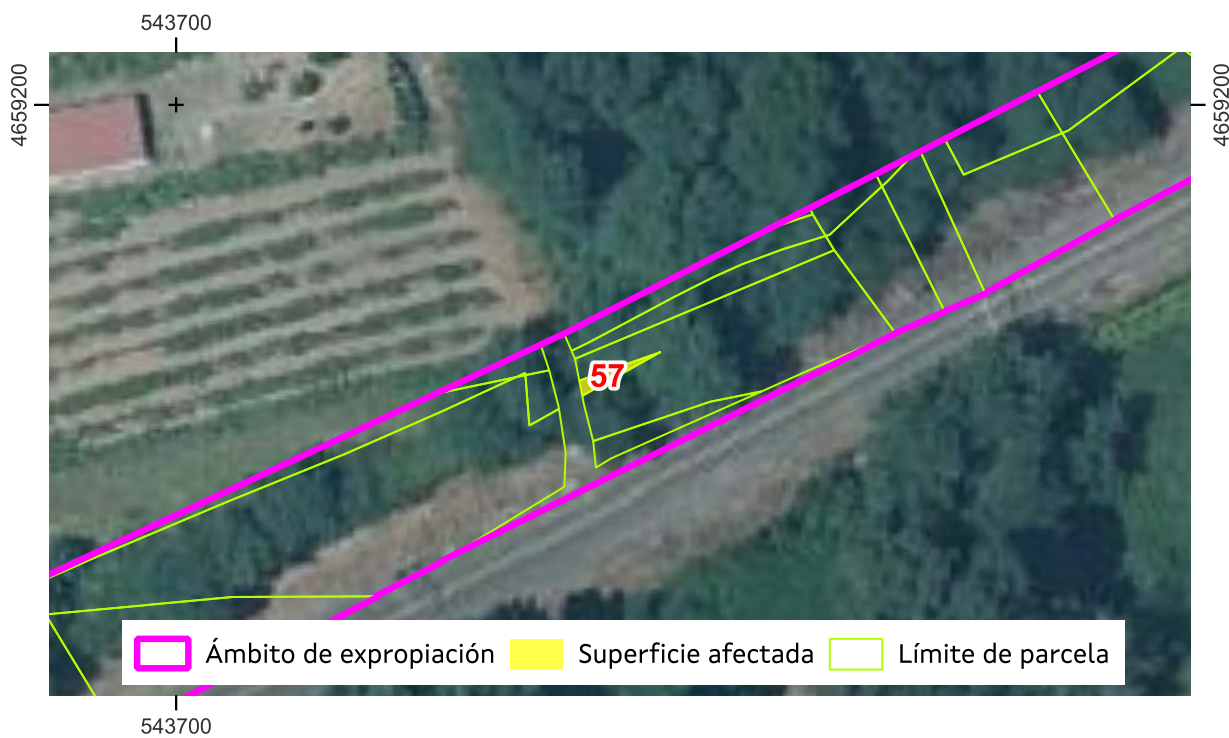 543700
4659200
4659200
57
Ámbito de expropiación
Superficie afectada
Límite de parcela
543700